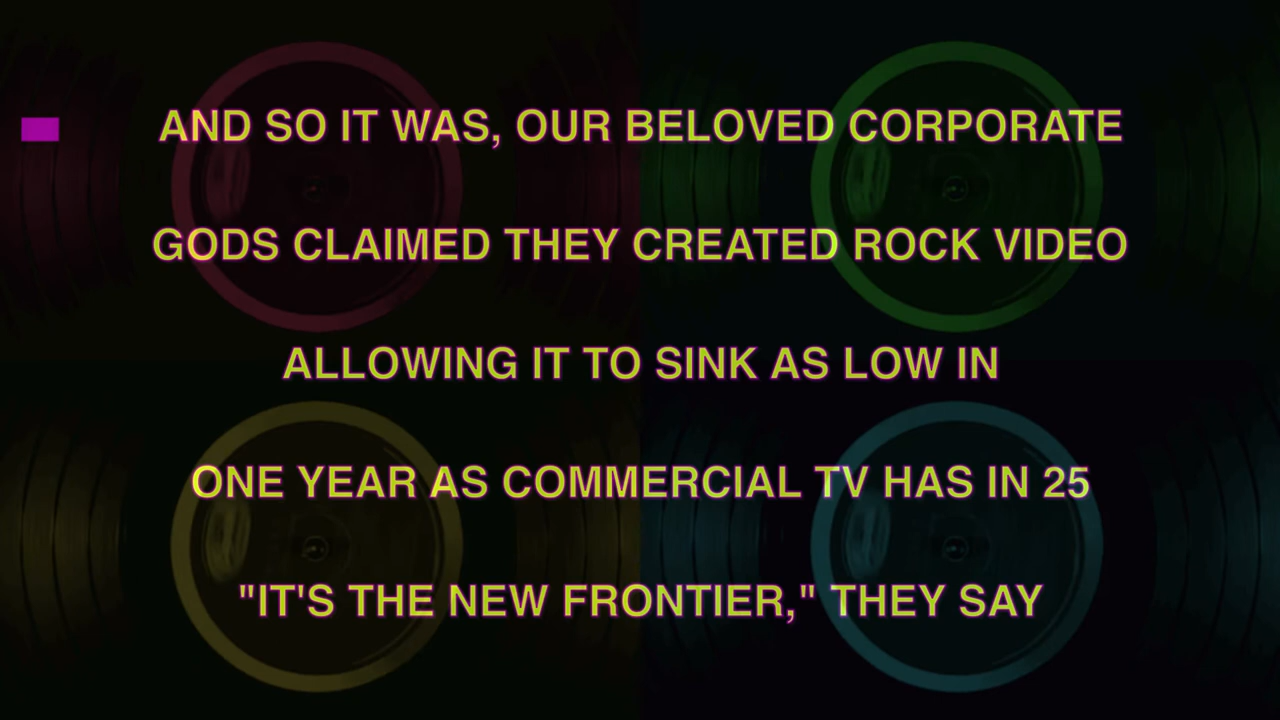 AND SO IT WAS, OUR BELOVED CORPORATE
GODS CLAIMED THEY CREATED ROCK VIDEO
ALLOWING IT TO SINK AS LOW IN
ONE YEAR AS COMMERCIAL TV HAS IN 25
"IT'S THE NEW FRONTIER," THEY SAY